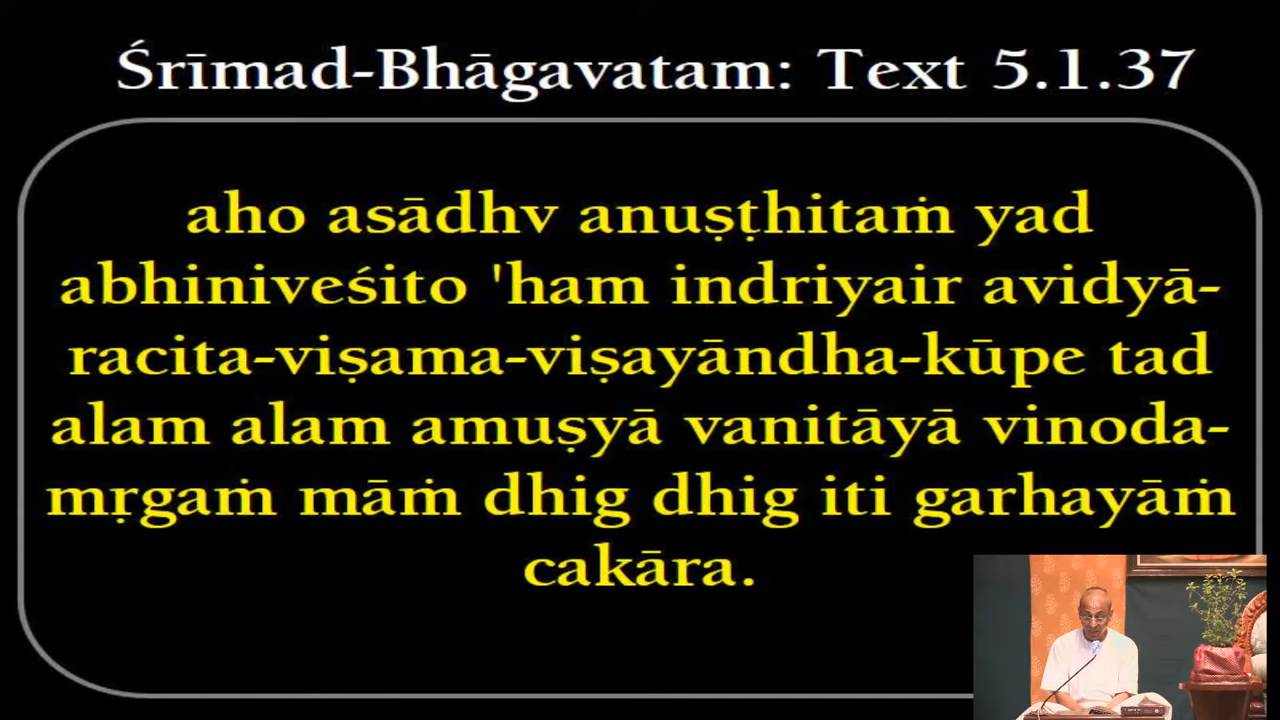 Śrīmad-Bhāgavatam: Text 5.1.37
aho asādhv anuṣṭhitaṁ yad
abhiniveśito 'ham indriyair avidyā-
racita-viṣama-viṣayāndha-kūpe tad
alam alam amuṣyā vanitāyā vinoda-
mṛgaṁ māṁ dhig dhig iti garhayāṁ
cakāra.